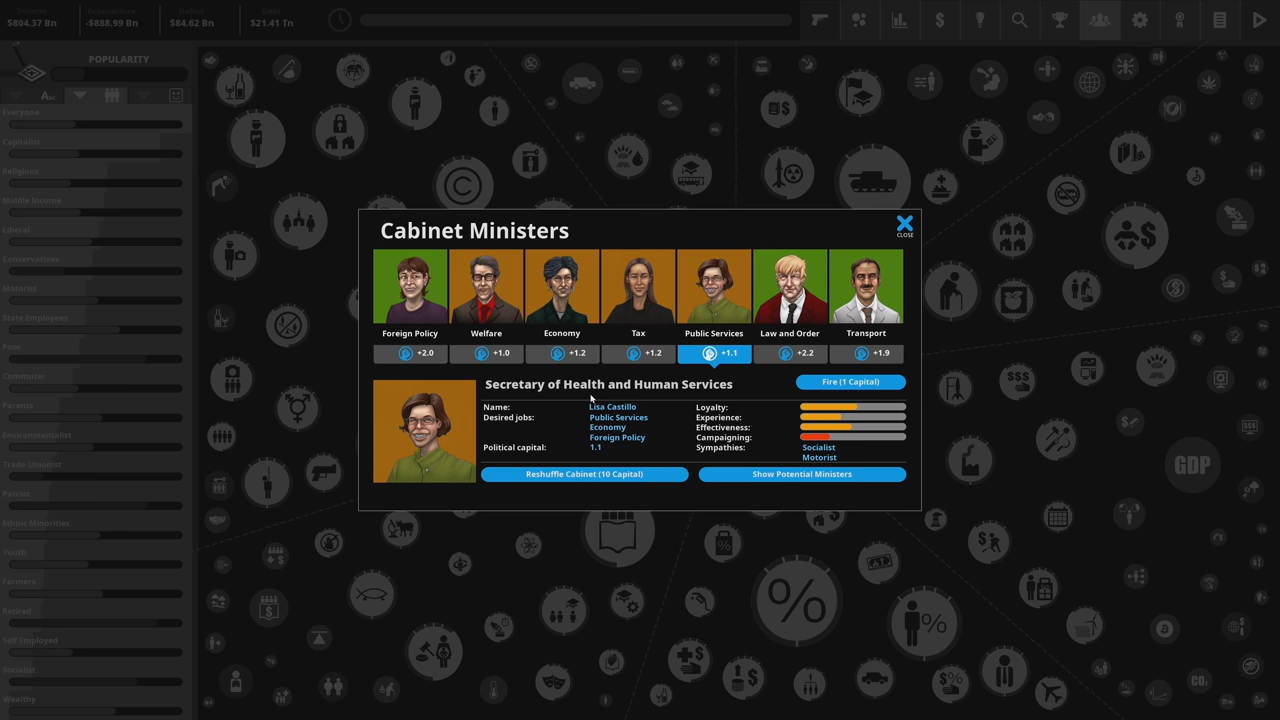 Income
Expenditure
Deficit
Debt
$804.37 Bn
-$888.99 Bn
$84.62 Bn
$21.41 Tn
POPULARITY
Everyone
Capitalist
Religious
Middle Income
Liberal
Conservatives
Motorist
State Employees
Poor
Commuter
Parents
Environmentalist
Trade Unionist
Patriot
Ethnic Minorities
Youth
Farmers
Retired
Self Employed
Socialist
Wealthy
Cabinet Ministers
CLOSE
Foreign Policy
Welfare
Economy
Tax
Public Services
Law and Order
Transport
+2.0
+1.0
+1.2
+1.2
+1.1
+2.2
+1.9
Secretary of Health and Human Services
Fire (1 Capital)
Name:
Lisa Castillo
Desired jobs:
Public Services
Economy
Foreign Policy
Political capital:
1.1
Loyalty:
Experience:
Effectiveness:
Campaigning:
Sympathies:
Socialist
Motorist
Reshuffle Cabinet (10 Capital)
Show Potential Ministers
GDP
CO₂